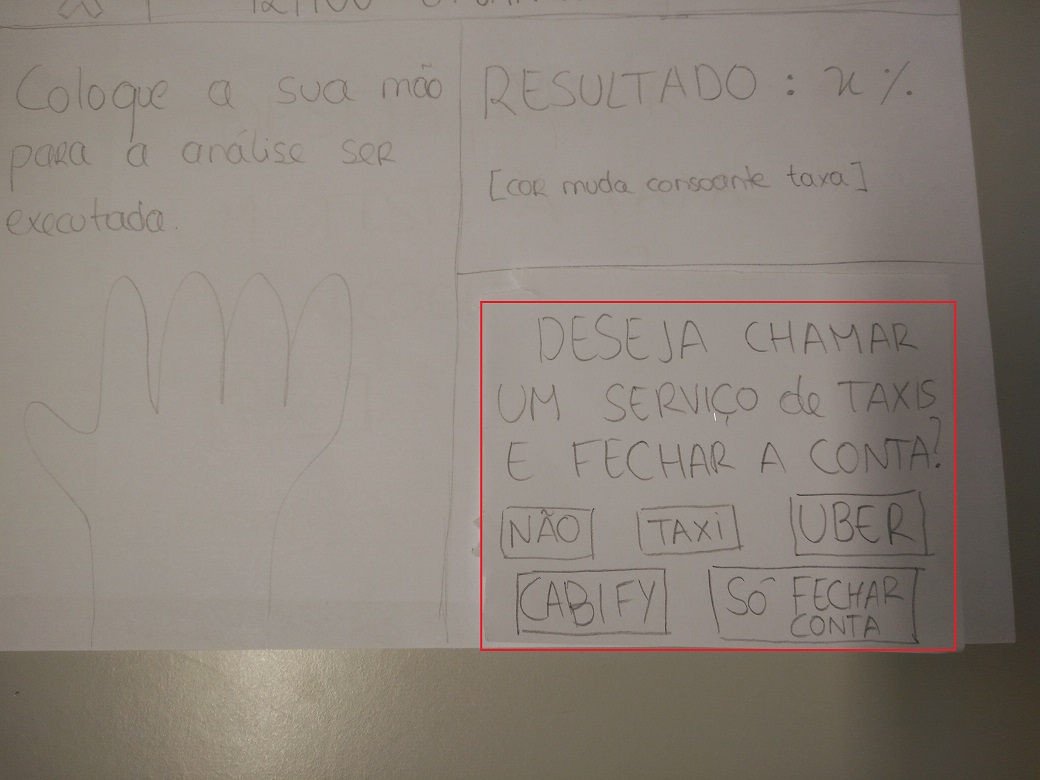 Coloque a sua mão
para a análise ser
executada.
RESULTADO : x %
[cor muda consoante taxa]
DESEJA CHAMAR
UM SERVIÇO de TAXIS
E FECHAR A CONTA?
NÃO TAXI UBER
CABIFY SÓ FECHAR
CONTA